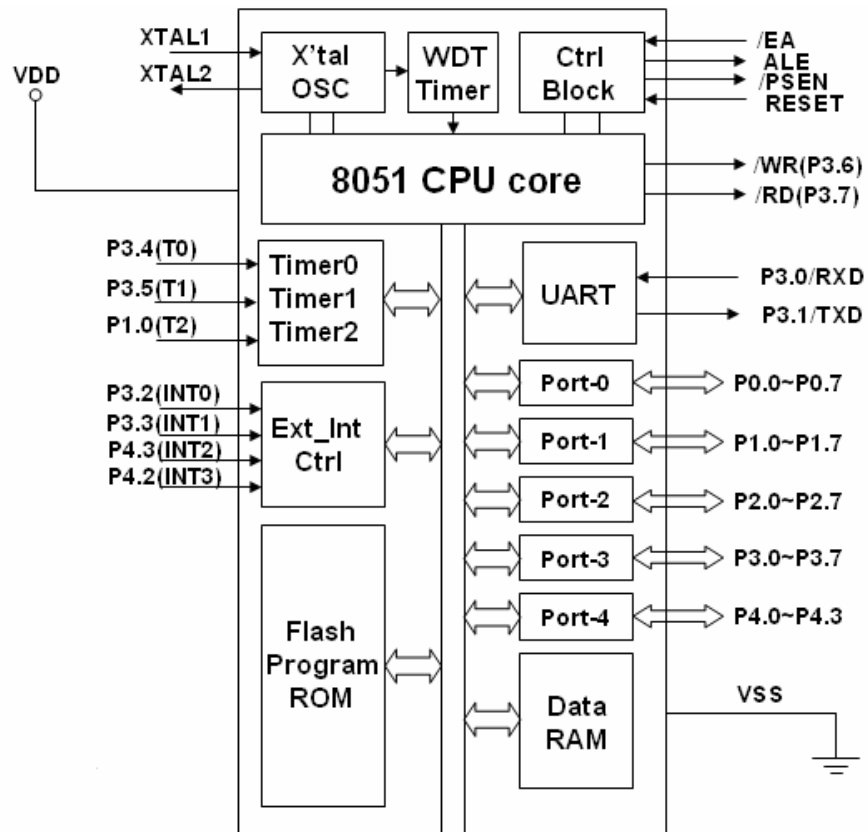 XTAL1
XTAL2
VDD
X'tal
OSC
WDT
Timer
Ctrl
Block
/EA
ALE
/PSEN
RESET
8051 CPU core
/WR(P3.6)
/RD(P3.7)
P3.4(T0)
P3.5(T1)
P1.0(T2)
Timer0
Timer1
Timer2
UART
P3.0/RXD
P3.1/TXD
P3.2(INT0)
P3.3(INT1)
P4.3(INT2)
P4.2(INT3)
Ext_Int
Ctrl
Port-0
P0.0~P0.7
Port-1
P1.0~P1.7
Port-2
P2.0~P2.7
Port-3
P3.0~P3.7
Port-4
P4.0~P4.3
Flash
Program
ROM
Data
RAM
VSS